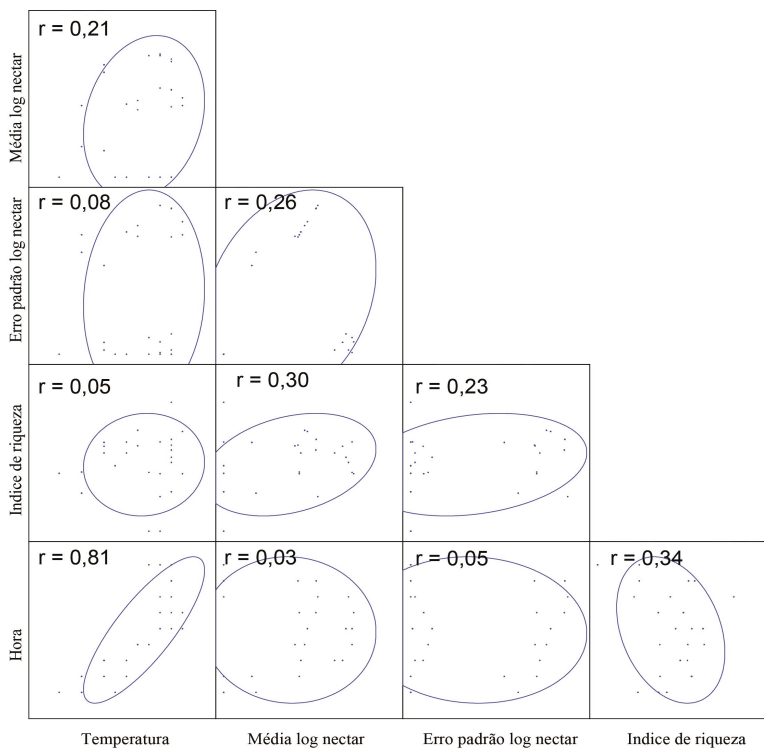 r = 0,21
Média log nectar
r = 0,08
r = 0,26
Erro padrão log nectar
r = 0,05
r = 0,30
r = 0,23
Indice de riqueza
r = 0,81
r = 0,03
r = 0,05
r = 0,34
Hora
Temperatura
Média log nectar
Erro padrão log nectar
Indice de riqueza